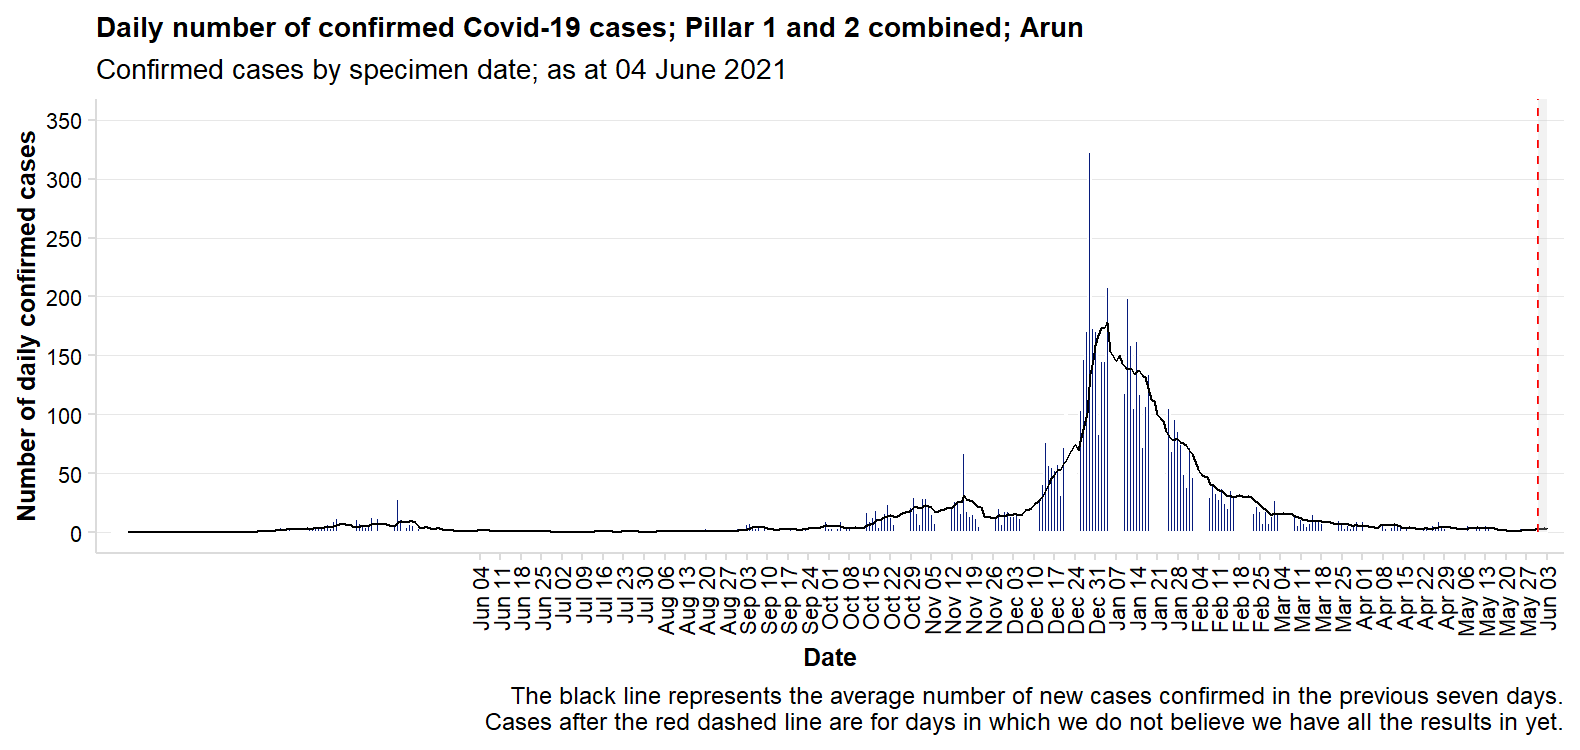 Daily number of confirmed Covid-19 cases; Pillar 1 and 2 combined; Arun
Confirmed cases by specimen date; as at 04 June 2021
Number of daily confirmed cases
350
300
250
200
150
100
50
0
Jun 04
Jun 11
Jun 18
Jun 25
Jul 02
Jul 09
Jul 16
Jul 23
Jul 30
Aug 06
Aug 13
Aug 20
Aug 27
Sep 03
Sep 10
Sep 17
Sep 24
Oct 01
Oct 08
Oct 15
Oct 22
Oct 29
Nov 05
Nov 12
Nov 19
Nov 26
Dec 03
Dec 10
Dec 17
Dec 24
Dec 31
Jan 07
Jan 14
Jan 21
Jan 28
Feb 04
Feb 11
Feb 18
Feb 25
Mar 04
Mar 11
Mar 18
Mar 25
Apr 01
Apr 08
Apr 15
Apr 22
Apr 29
May 06
May 13
May 20
May 27
Jun 03
Date
The black line represents the average number of new cases confirmed in the previous seven days.
Cases after the red dashed line are for days in which we do not believe we have all the results in yet.